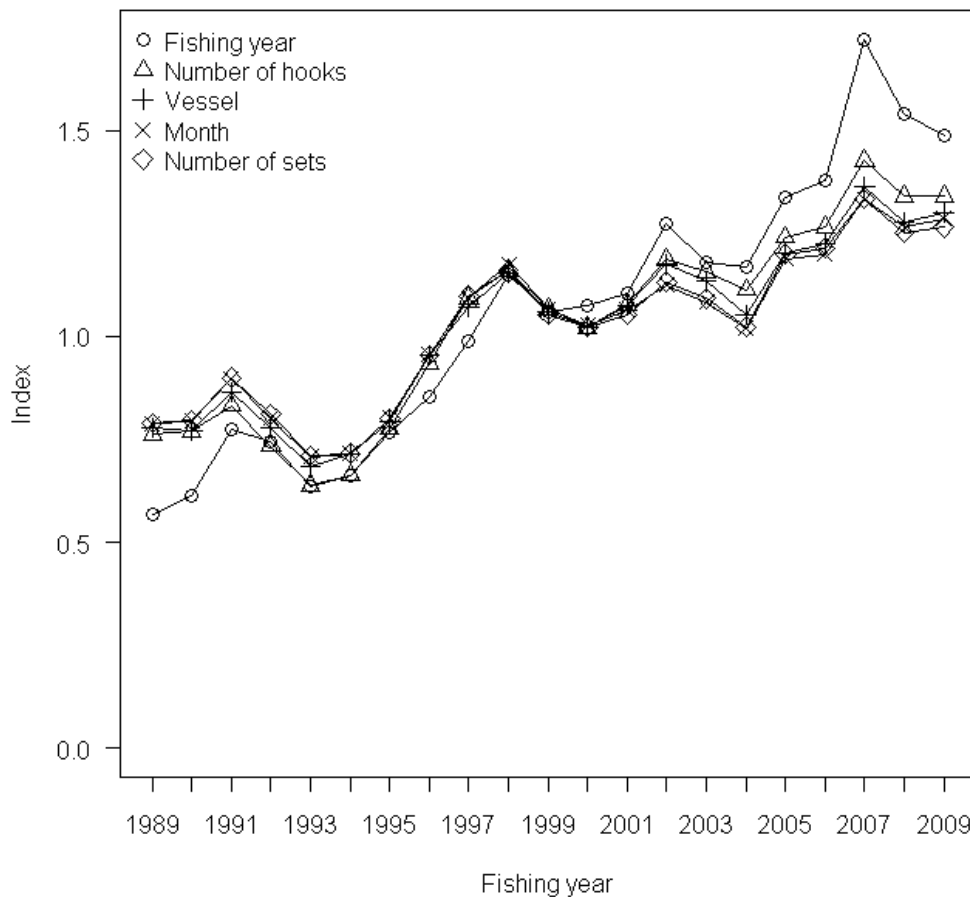 Fishing year
Number of hooks
Vessel
Month
Number of sets
Index
1.5
1.0
0.5
0.0
1989 1991 1993 1995 1997 1999 2001 2003 2005 2007 2009
Fishing year